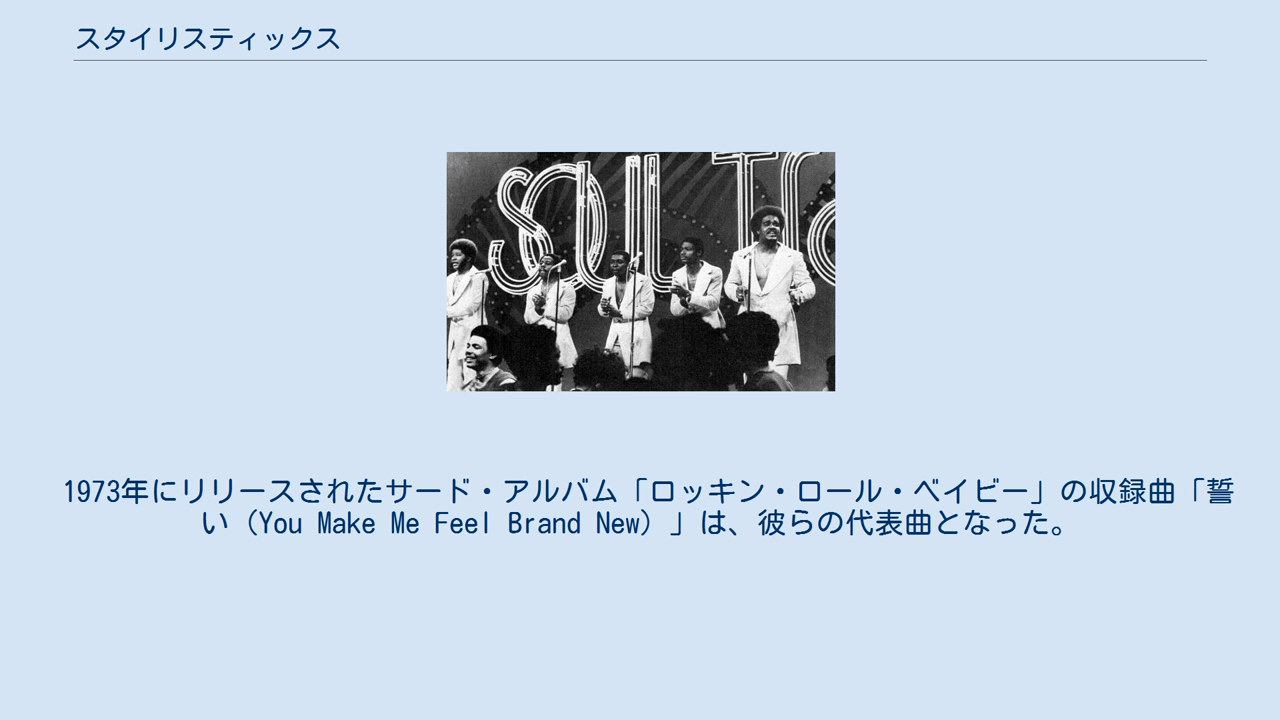 スタイリスティックス
SOUL
1973年にリリースされたサード・アルバム「ロッキン・ロール・ベイビー」の収録曲「誓
い（You Make Me Feel Brand New）」は、彼らの代表曲となった。